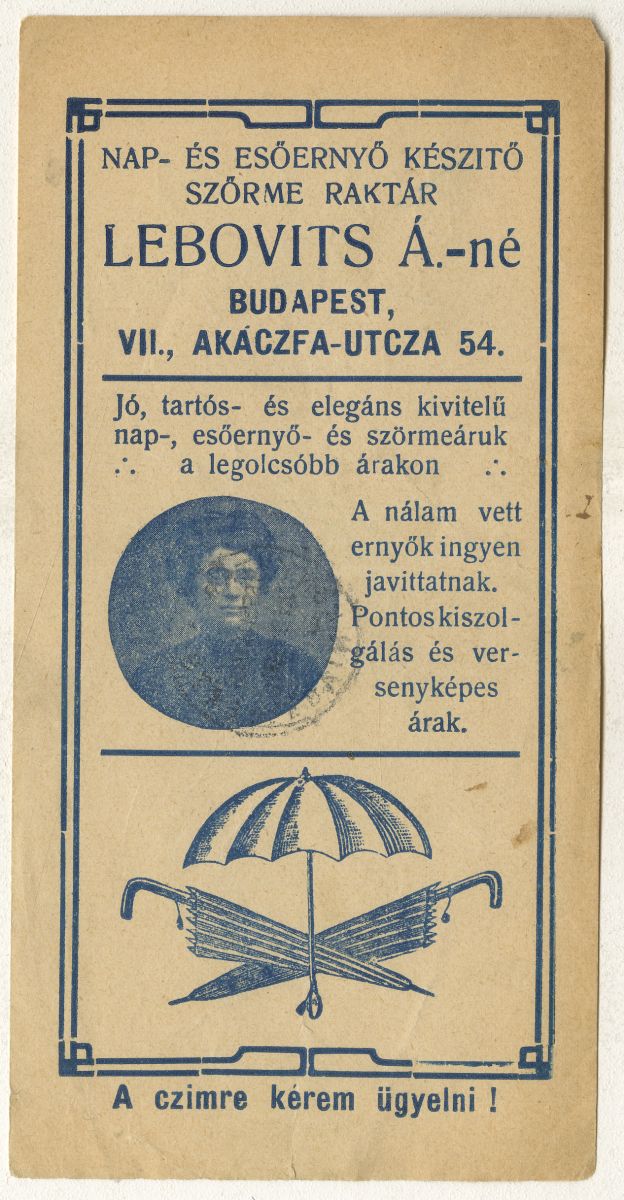 NAP- ÉS ESŐERNYŐ KÉSZITŐ
SZŐRME RAKTÁR
LEBOVITS Á.-né
BUDAPEST,
VII., AKÁCZFA-UTCZA 54.
Jó, tartós- és elegáns kivitelű
nap-, esőernyő- és szörmeáruk
∴ a legolcsóbb árakon ∴
A nálam vett
ernyők ingyen
javittatnak.
Pontos kiszol-
gálás és ver-
senyképes
árak.
A czimre kérem ügyelni !